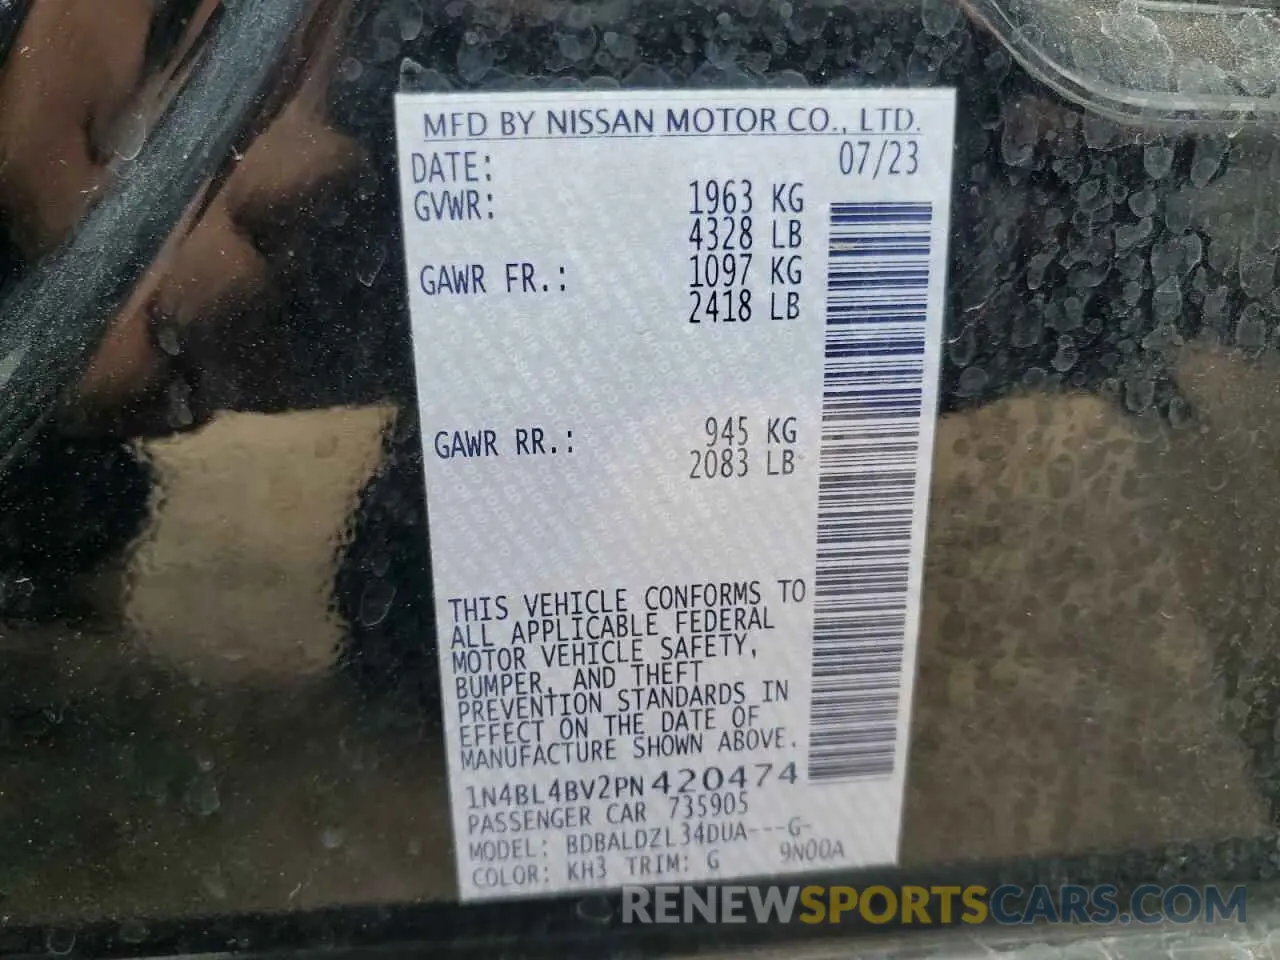 MFD BY NISSAN MOTOR CO., LTD.
DATE: 07/23
GVWR: 1963 KG
4328 LB
GAWR FR.: 1097 KG
2418 LB
GAWR RR.: 945 KG
2083 LB
THIS VEHICLE CONFORMS TO
ALL APPLICABLE FEDERAL
MOTOR VEHICLE SAFETY,
BUMPER, AND THEFT
PREVENTION STANDARDS IN
EFFECT ON THE DATE OF
MANUFACTURE SHOWN ABOVE.
1N4BL4BV2PN420474
PASSENGER CAR 735905
MODEL: BDBALDZL34DUA---G-
COLOR: KH3 TRIM: G 9N00A
RENEWSPORTSCARS.COM